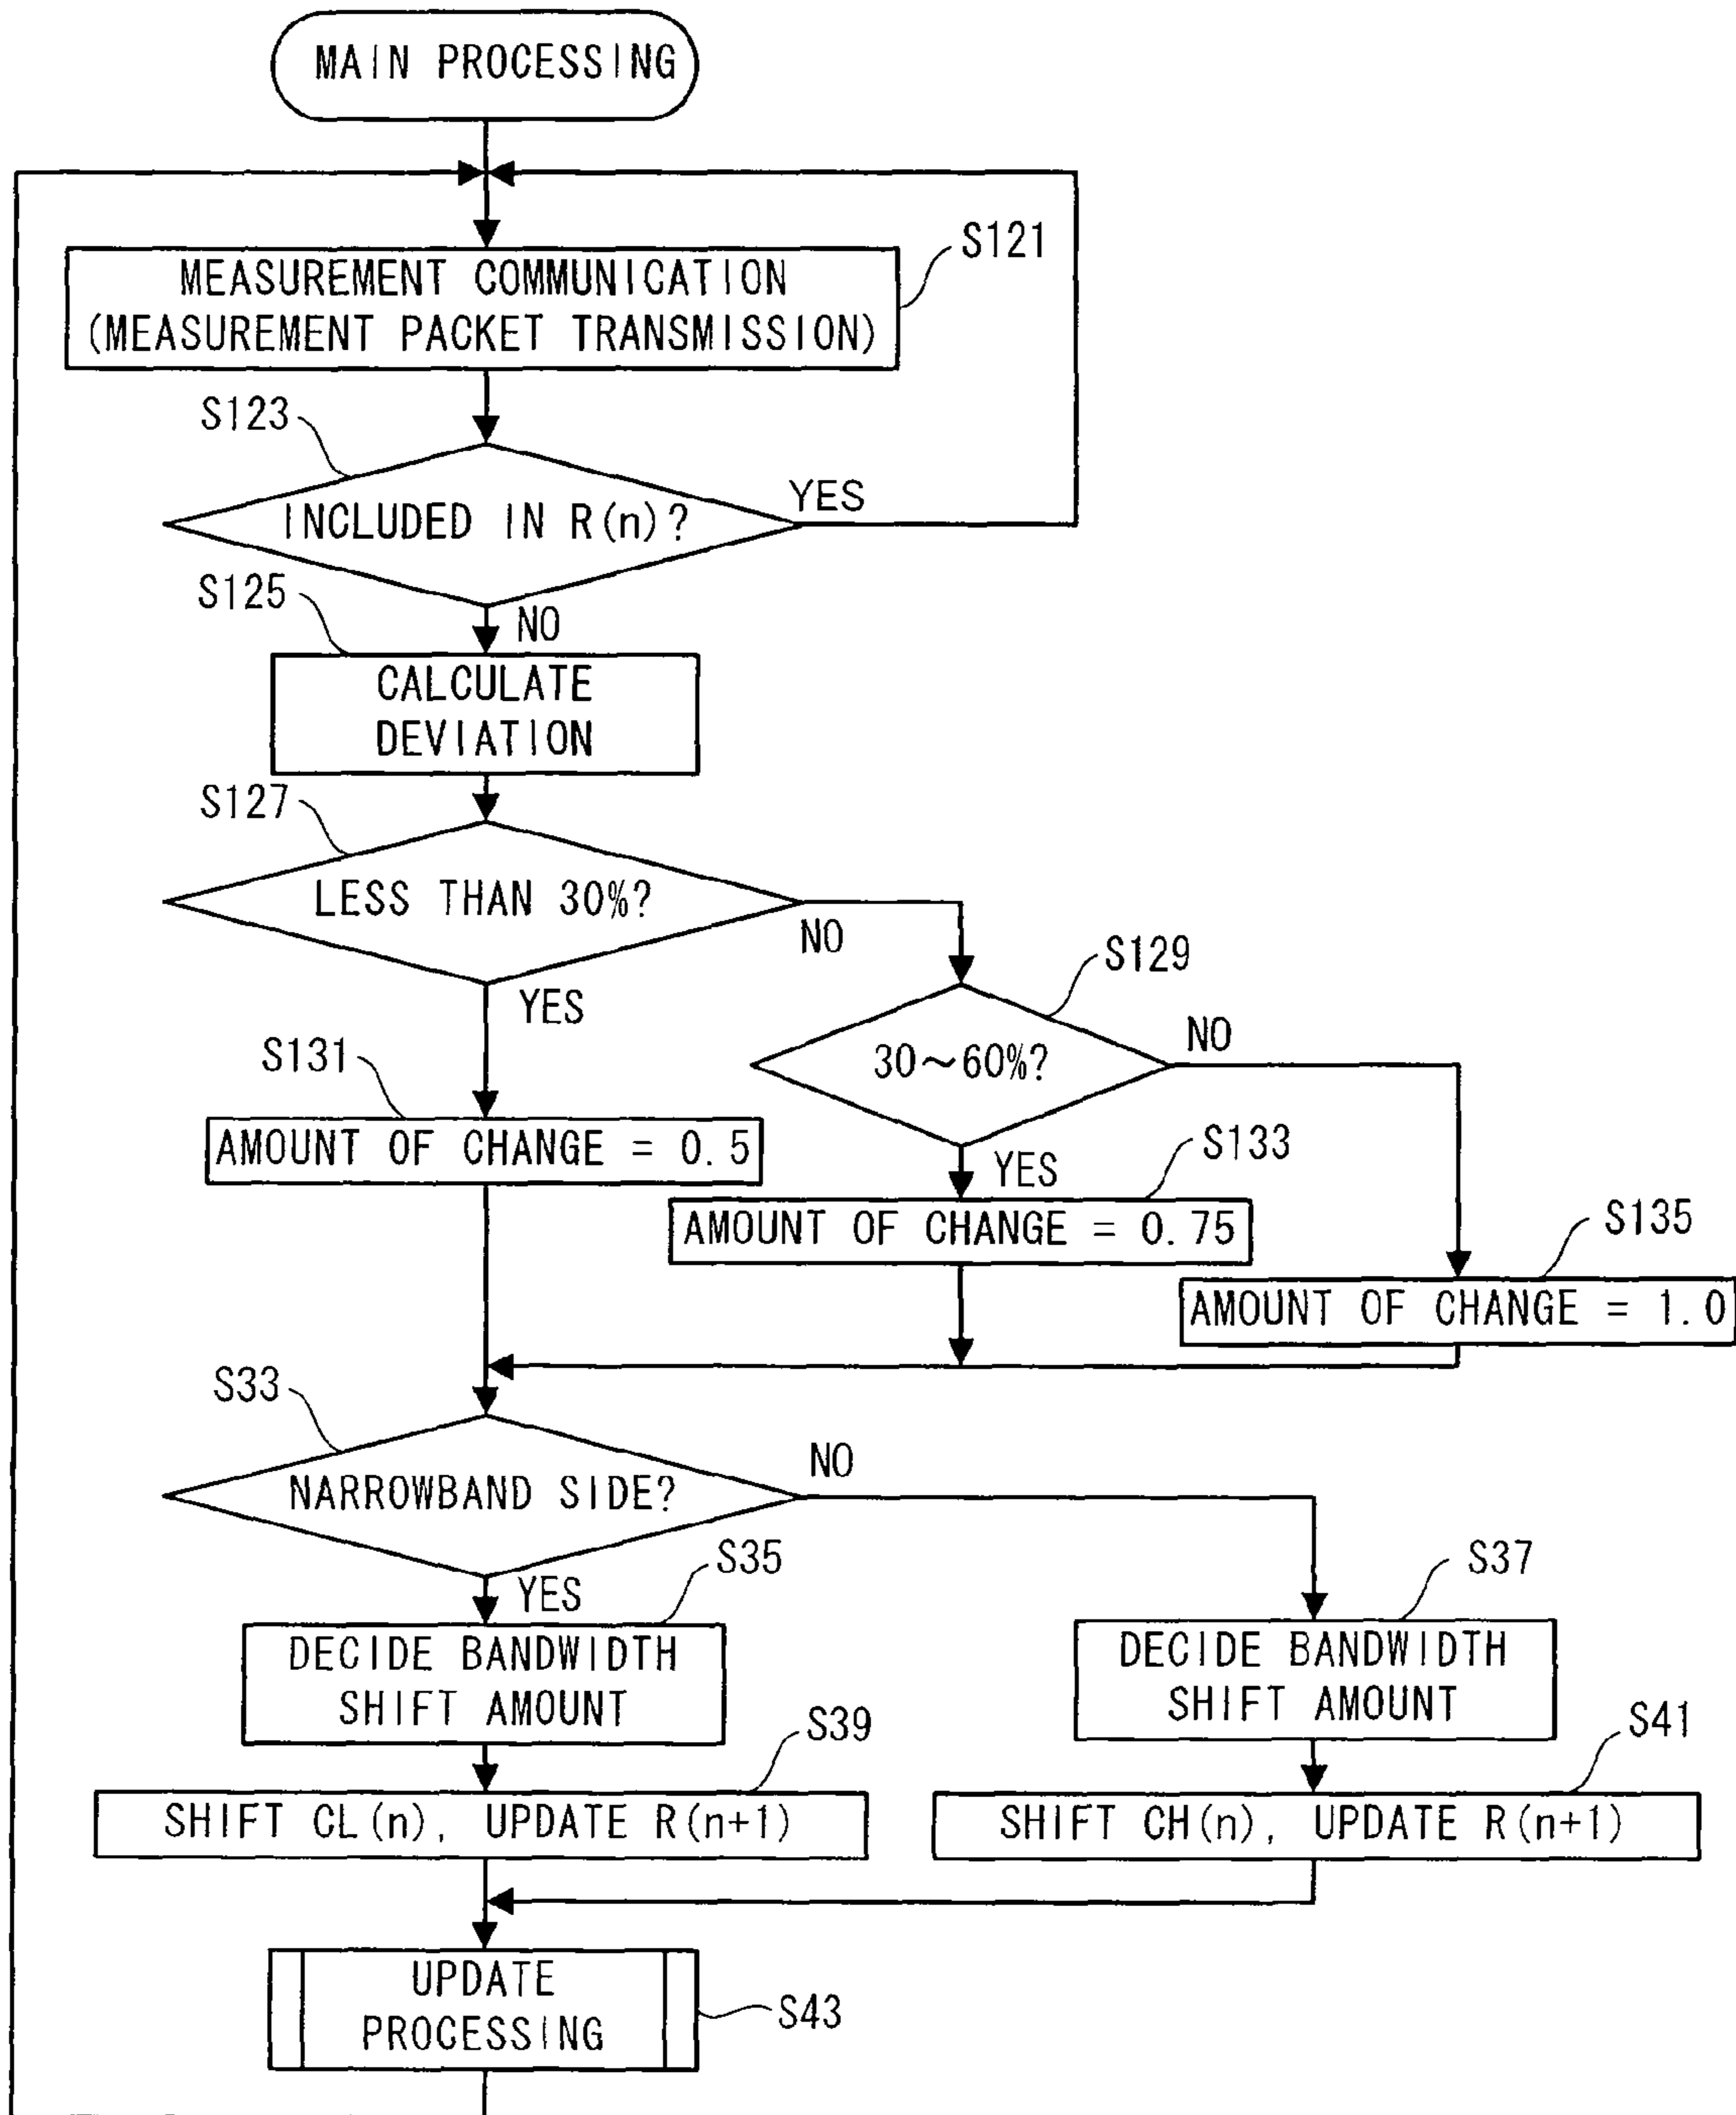 MAIN PROCESSING
S121
MEASUREMENT COMMUNICATION
(MEASUREMENT PACKET TRANSMISSION)
S123
INCLUDED IN R(n)?
YES
S125
NO
CALCULATE
DEVIATION
S127
LESS THAN 30%?
NO
S129
YES
30～60%?
NO
S131
AMOUNT OF CHANGE = 0.5
S133
YES
AMOUNT OF CHANGE = 0.75
S135
AMOUNT OF CHANGE = 1.0
S33
NARROWBAND SIDE?
NO
S35
S37
YES
DECIDE BANDWIDTH
SHIFT AMOUNT
DECIDE BANDWIDTH
SHIFT AMOUNT
S39
S41
SHIFT CL(n), UPDATE R(n+1)
SHIFT CH(n), UPDATE R(n+1)
UPDATE
PROCESSING
S43